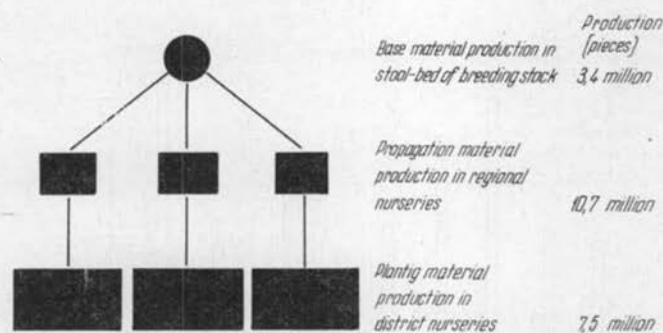 Production
(pieces)
Base material production in
stool-bed of breeding stock 3,4 million
Propagation material
production in regional
nurseries 10,7 million
Plantig material
production in
district nurseries 7,5 million